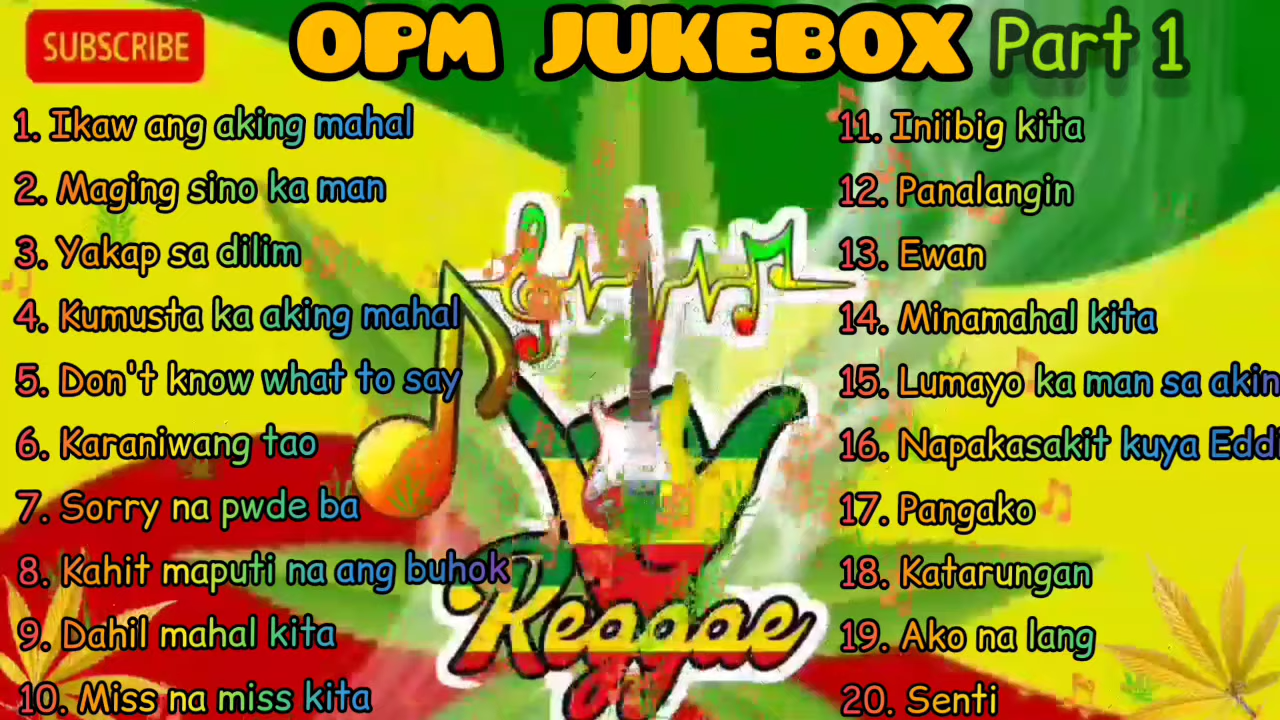 SUBSCRIBE
OPM JUKEBOX Part 1
1. Ikaw ang aking mahal
2. Maging sino ka man
3. Yakap sa dilim
4. Kumusta ka aking mahal
5. Don't know what to say
6. Karaniwang tao
7. Sorry na pwde ba
8. Kahit maputi na ang buhok
9. Dahil mahal kita
10. Miss na miss kita
11. Iniibig kita
12. Panalangin
13. Ewan
14. Minamahal kita
15. Lumayo ka man sa akin
16. Napakasakit kuya Eddi
17. Pangako
18. Katarungan
19. Ako na lang
20. Senti
Reggae